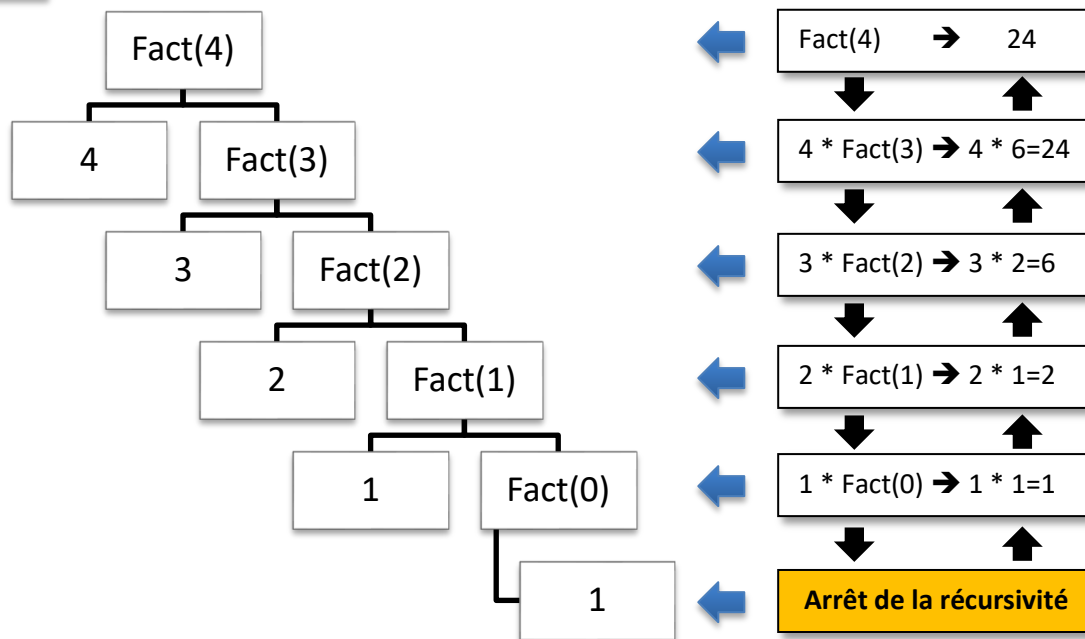 Fact(4)
Fact(4) ➔ 24
4
Fact(3)
4 * Fact(3) ➔ 4 * 6=24
3
Fact(2)
3 * Fact(2) ➔ 3 * 2=6
2
Fact(1)
2 * Fact(1) ➔ 2 * 1=2
1
Fact(0)
1 * Fact(0) ➔ 1 * 1=1
1
Arrêt de la récursivité